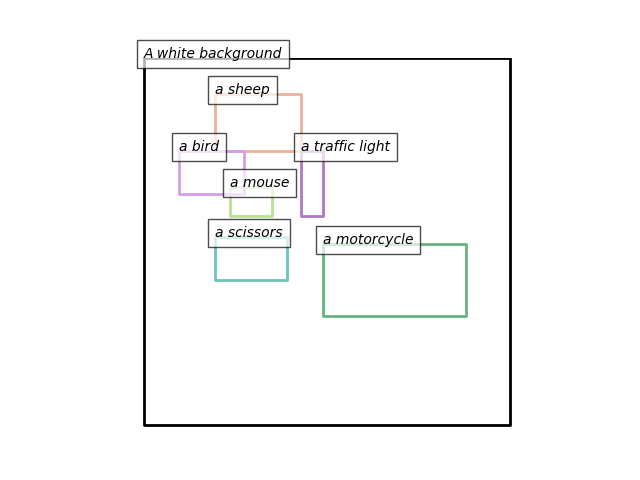 A white background
a sheep
a bird
a traffic light
a mouse
a scissors
a motorcycle